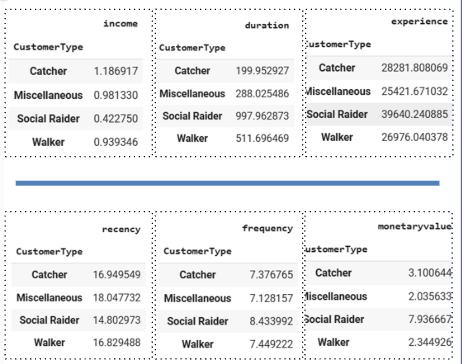 income duration experience
CustomerType CustomerType ustomerType
Catcher 1.186917 Catcher 199.952927 Catcher 28281.808069
Miscellaneous 0.981330 Miscellaneous 288.025486 Miscellaneous 25421.671032
Social Raider 0.422750 Social Raider 997.962873 Social Raider 39640.240885
Walker 0.939346 Walker 511.696469 Walker 26976.040378
recency frequency monetaryvalue
CustomerType CustomerType ustomerType
Catcher 16.949549 Catcher 7.376765 Catcher 3.100644
Miscellaneous 18.047732 Miscellaneous 7.128157 Miscellaneous 2.035633
Social Raider 14.802973 Social Raider 8.433992 Social Raider 7.936667
Walker 16.829488 Walker 7.449222 Walker 2.344926